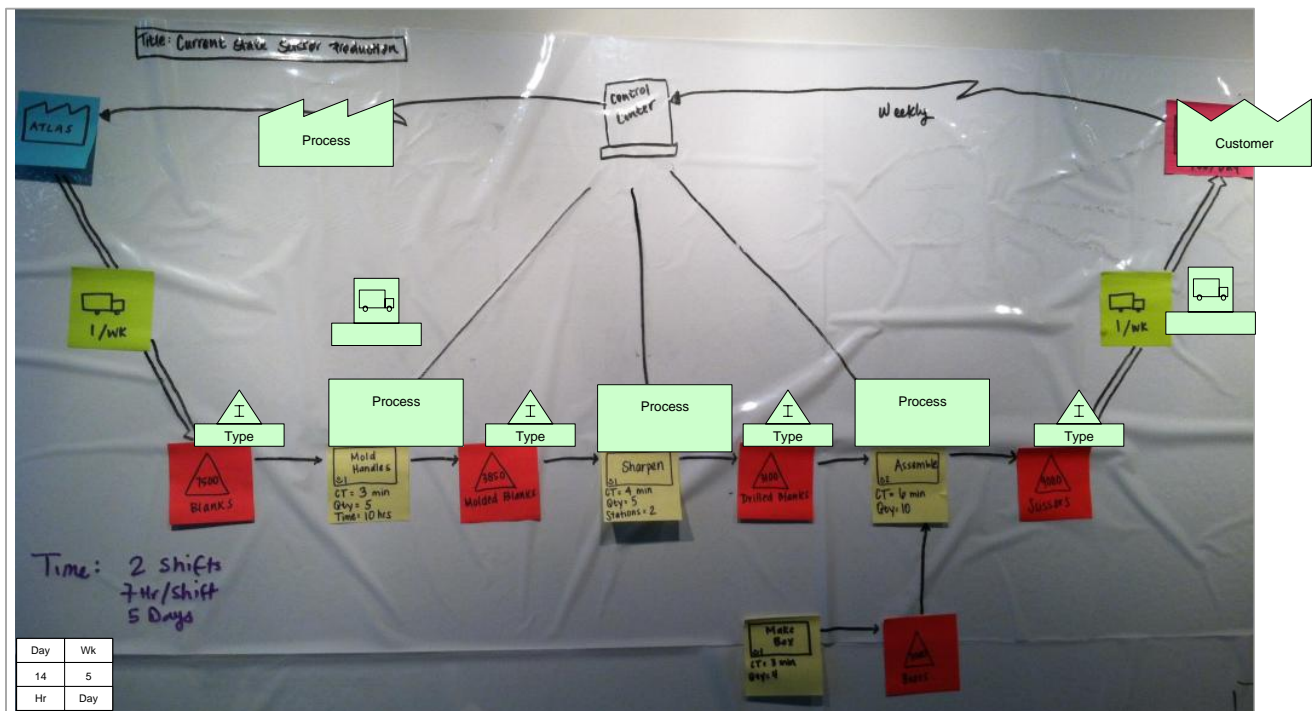 Title: Current State Scissor Production
ATLAS
Process
Control
Center
Weekly
Customer
1/WK
1/WK
I
Type
Process
I
Type
Process
I
Type
Process
I
Type
7500
Blanks
Mold
Handles
CT = 3 min
Qty = 5
Time = 10 hrs
3850
Molded Blanks
Sharpen
CT = 4 min
Qty = 5
Stations = 2
Drilled Blanks
Assemble
CT = 6 min
Qty = 10
Scissors
Time: 2 Shifts
7 Hr/Shift
5 Days
Make
Box
CT = 3 min
Qty = 4
Boxes
Day Wk
14 5
Hr Day